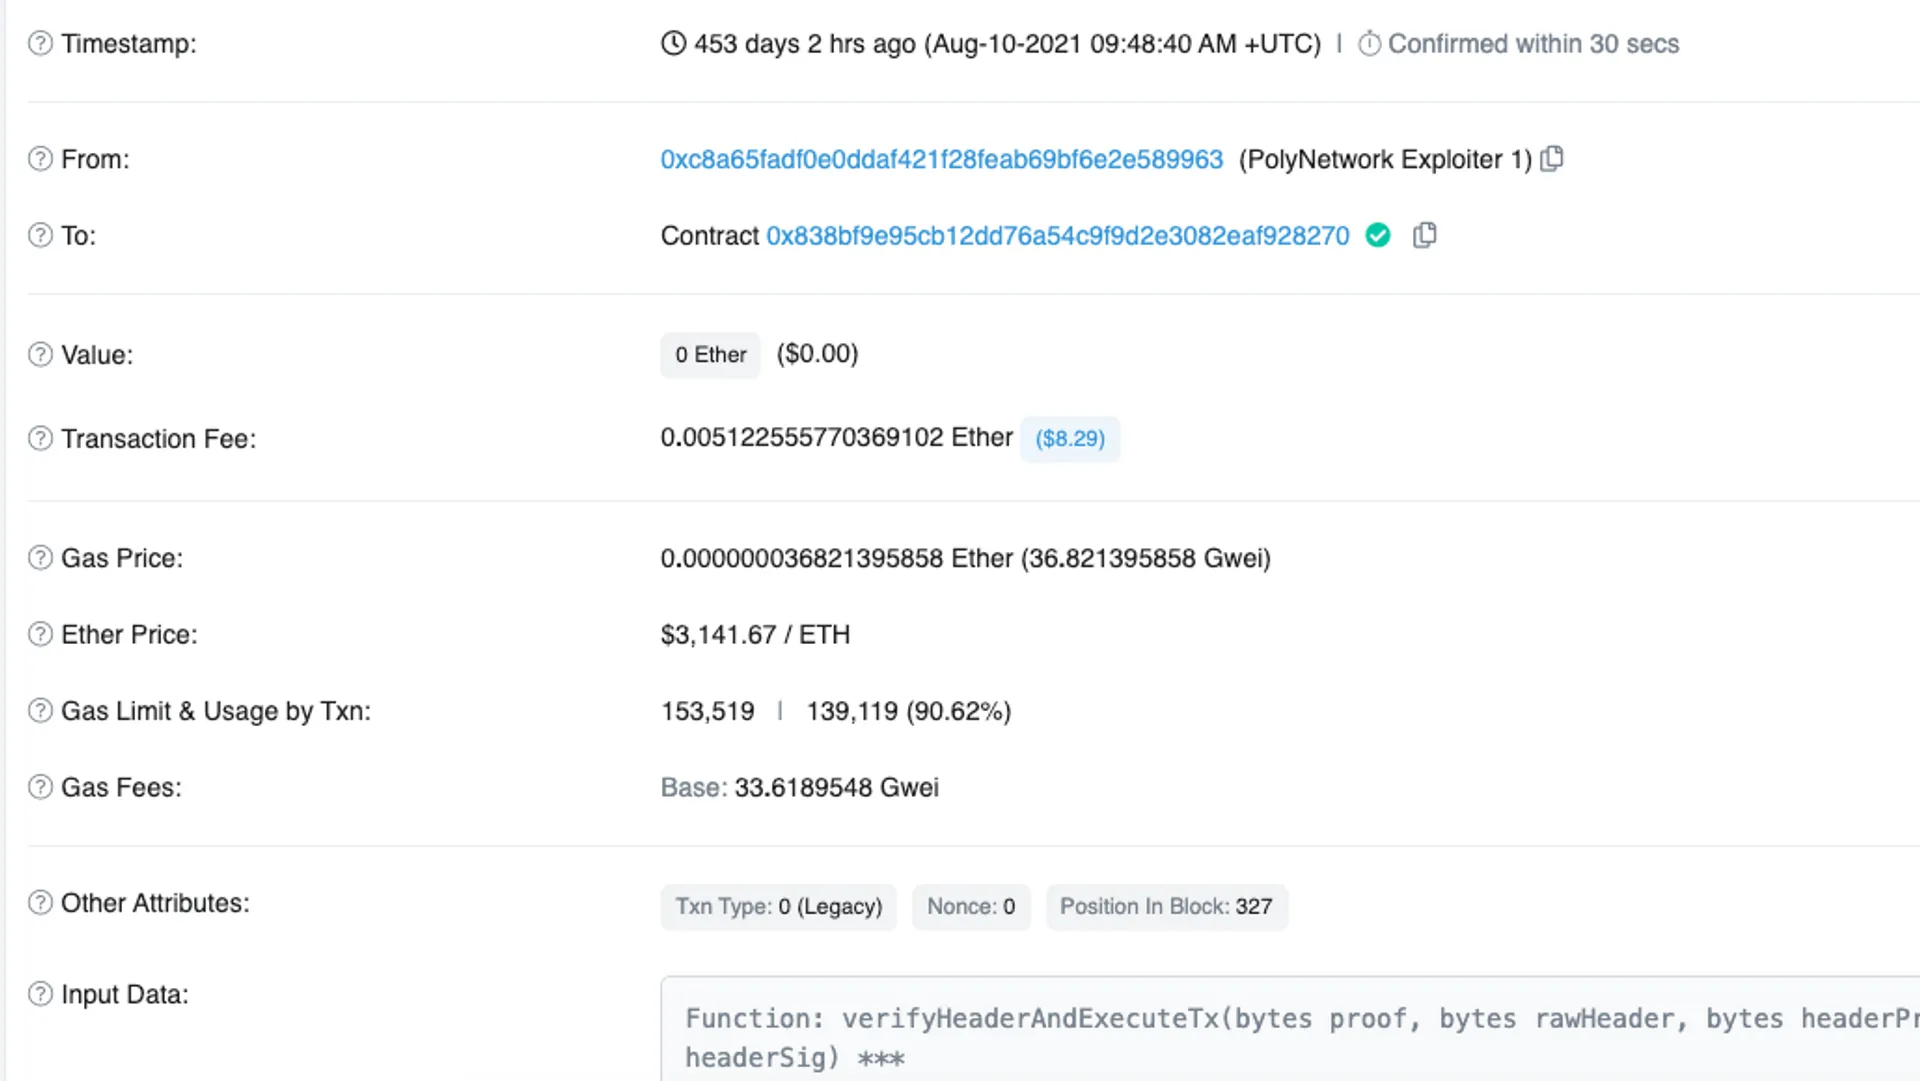 Timestamp: 453 days 2 hrs ago (Aug-10-2021 09:48:40 AM +UTC) | Confirmed within 30 secs
From: 0xc8a65fadf0e0ddaf421f28feab69bf6e2e589963 (PolyNetwork Exploiter 1)
To: Contract 0x838bf9e95cb12dd76a54c9f9d2e3082eaf928270
Value: 0 Ether ($0.00)
Transaction Fee: 0.005122555770369102 Ether ($8.29)
Gas Price: 0.000000036821395858 Ether (36.821395858 Gwei)
Ether Price: $3,141.67 / ETH
Gas Limit & Usage by Txn: 153,519 | 139,119 (90.62%)
Gas Fees: Base: 33.6189548 Gwei
Other Attributes: Txn Type: 0 (Legacy) Nonce: 0 Position In Block: 327
Input Data: Function: verifyHeaderAndExecuteTx(bytes proof, bytes rawHeader, bytes headerPr
headerSig) ***